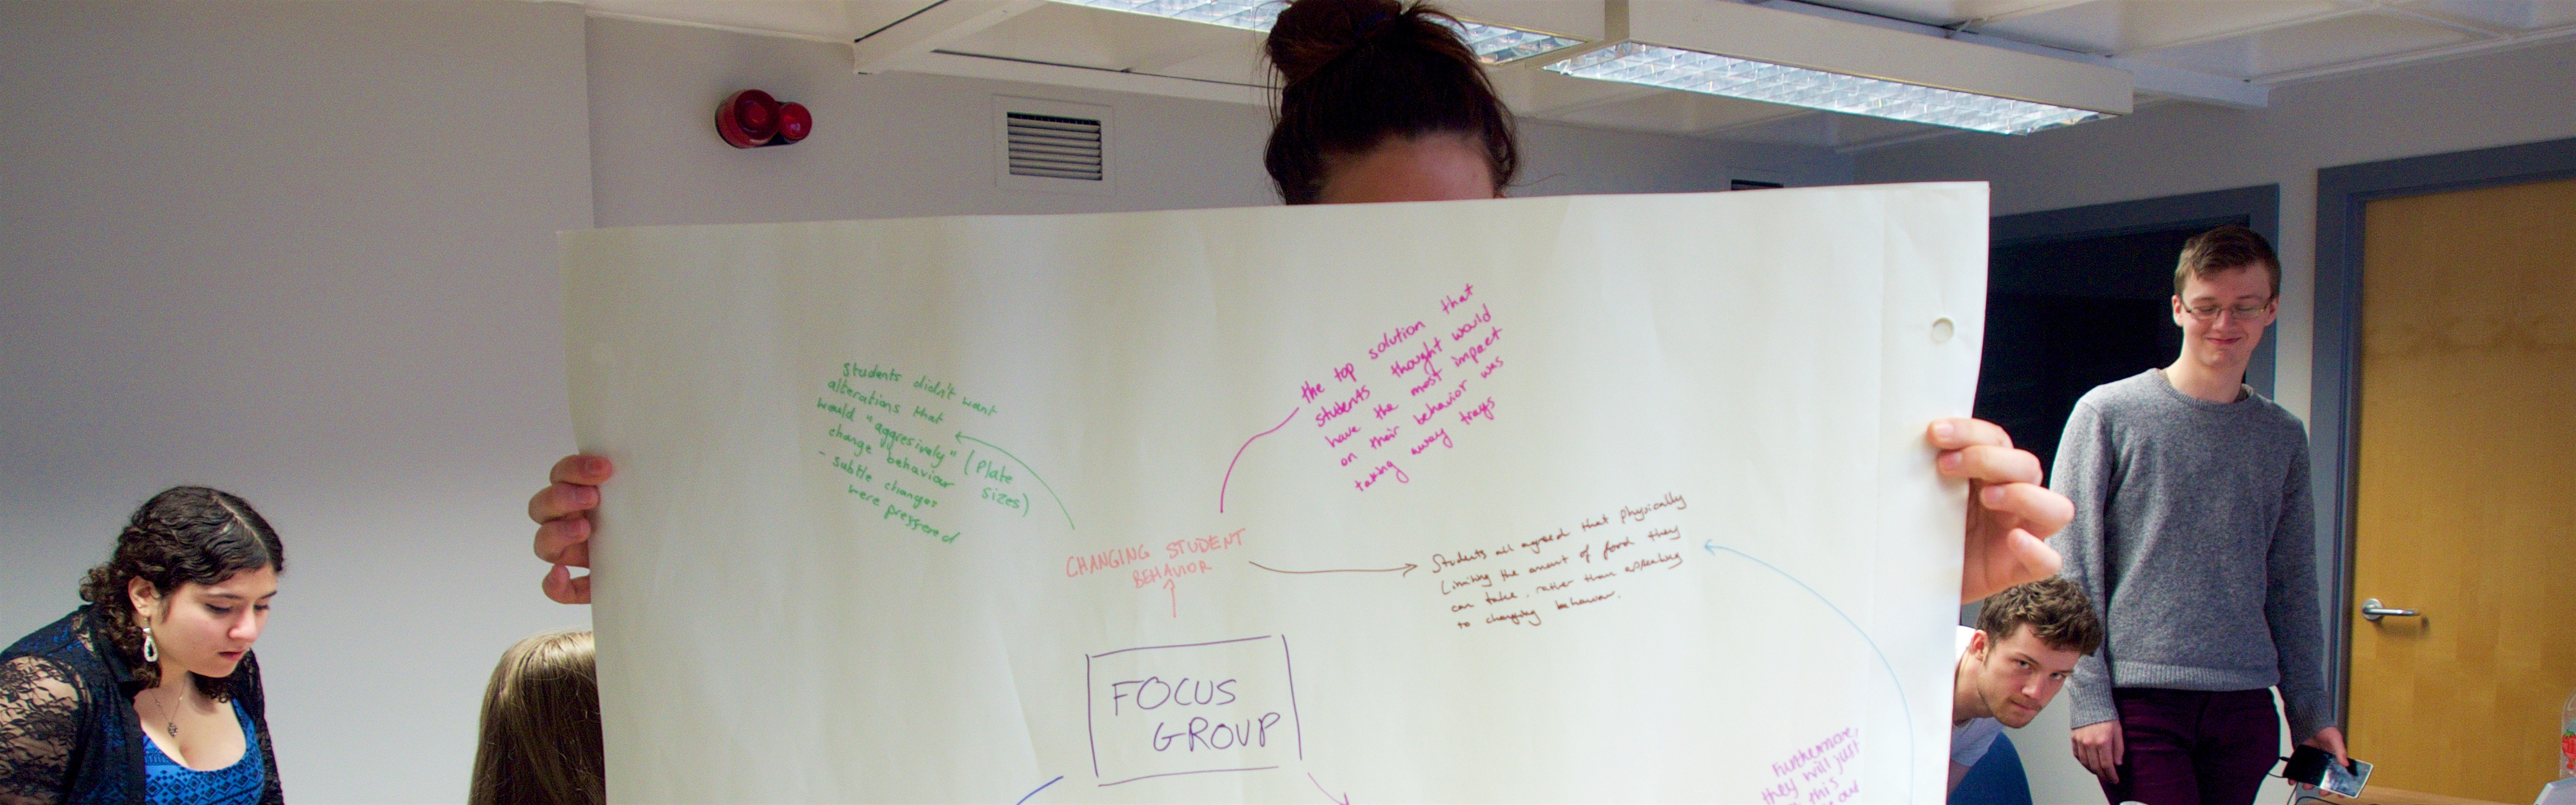 the top solution that
students thought would
have the most impact
on their behavior was
taking away trays
Students didn't want
alterations that
would "aggresively"
change behaviour (Plate
- subtle changes sizes)
were preffered
CHANGING STUDENT
BEHAVIOR
Students all agreed that physically
Limiting the amount of food they
can take, rather than appealing
to changing behaviour.
FOCUS
GROUP
Furthermore,
they will just
this
out